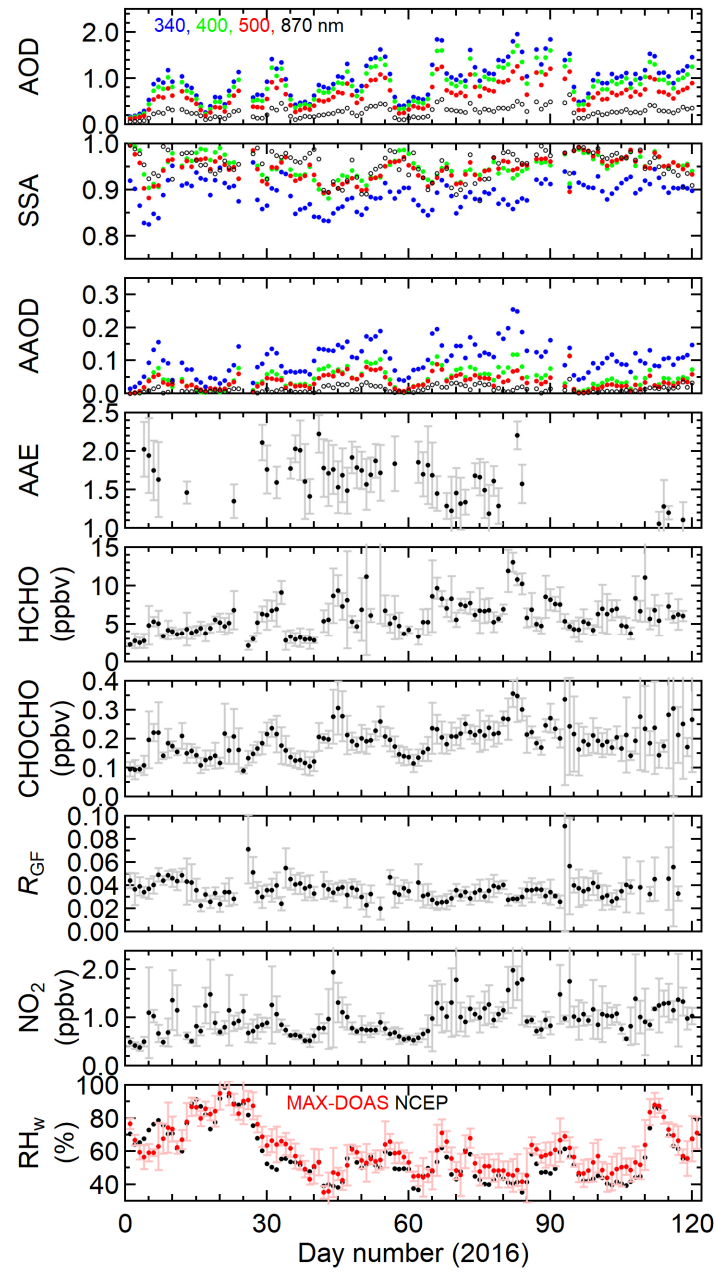 340, 400, 500, 870 nm
AOD
2.0
1.0
0.0
SSA
1.0
0.9
0.8
AAOD
0.3
0.2
0.1
0.0
AAE
2.5
2.0
1.5
1.0
HCHO
(ppbv)
15
10
5
0
CHOCHO
(ppbv)
0.4
0.3
0.2
0.1
0.0
R_GF
0.10
0.08
0.06
0.04
0.02
0.00
NO₂
(ppbv)
2.0
1.0
0.0
MAX-DOAS NCEP
RH_w
(%)
100
80
60
40
0 30 60 90 120
Day number (2016)